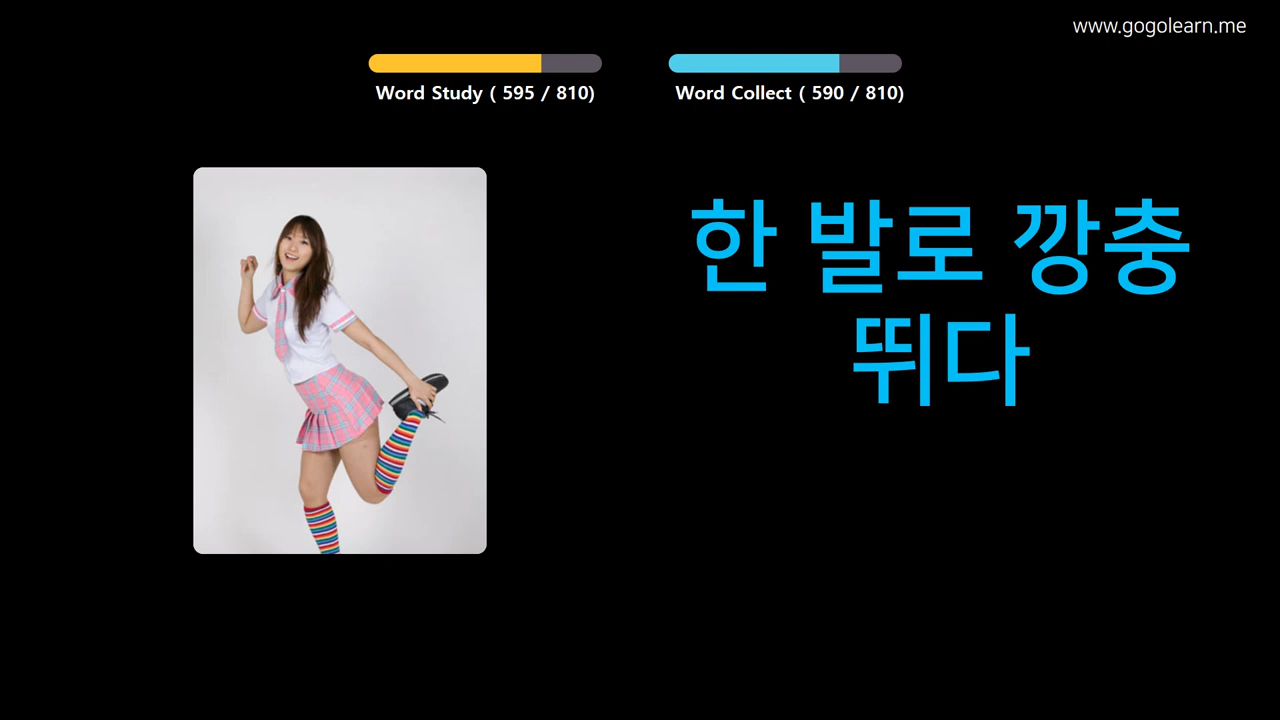 www.gogolearn.me
Word Study ( 595 / 810)
Word Collect ( 590 / 810)
한 발로 깡충
뛰다